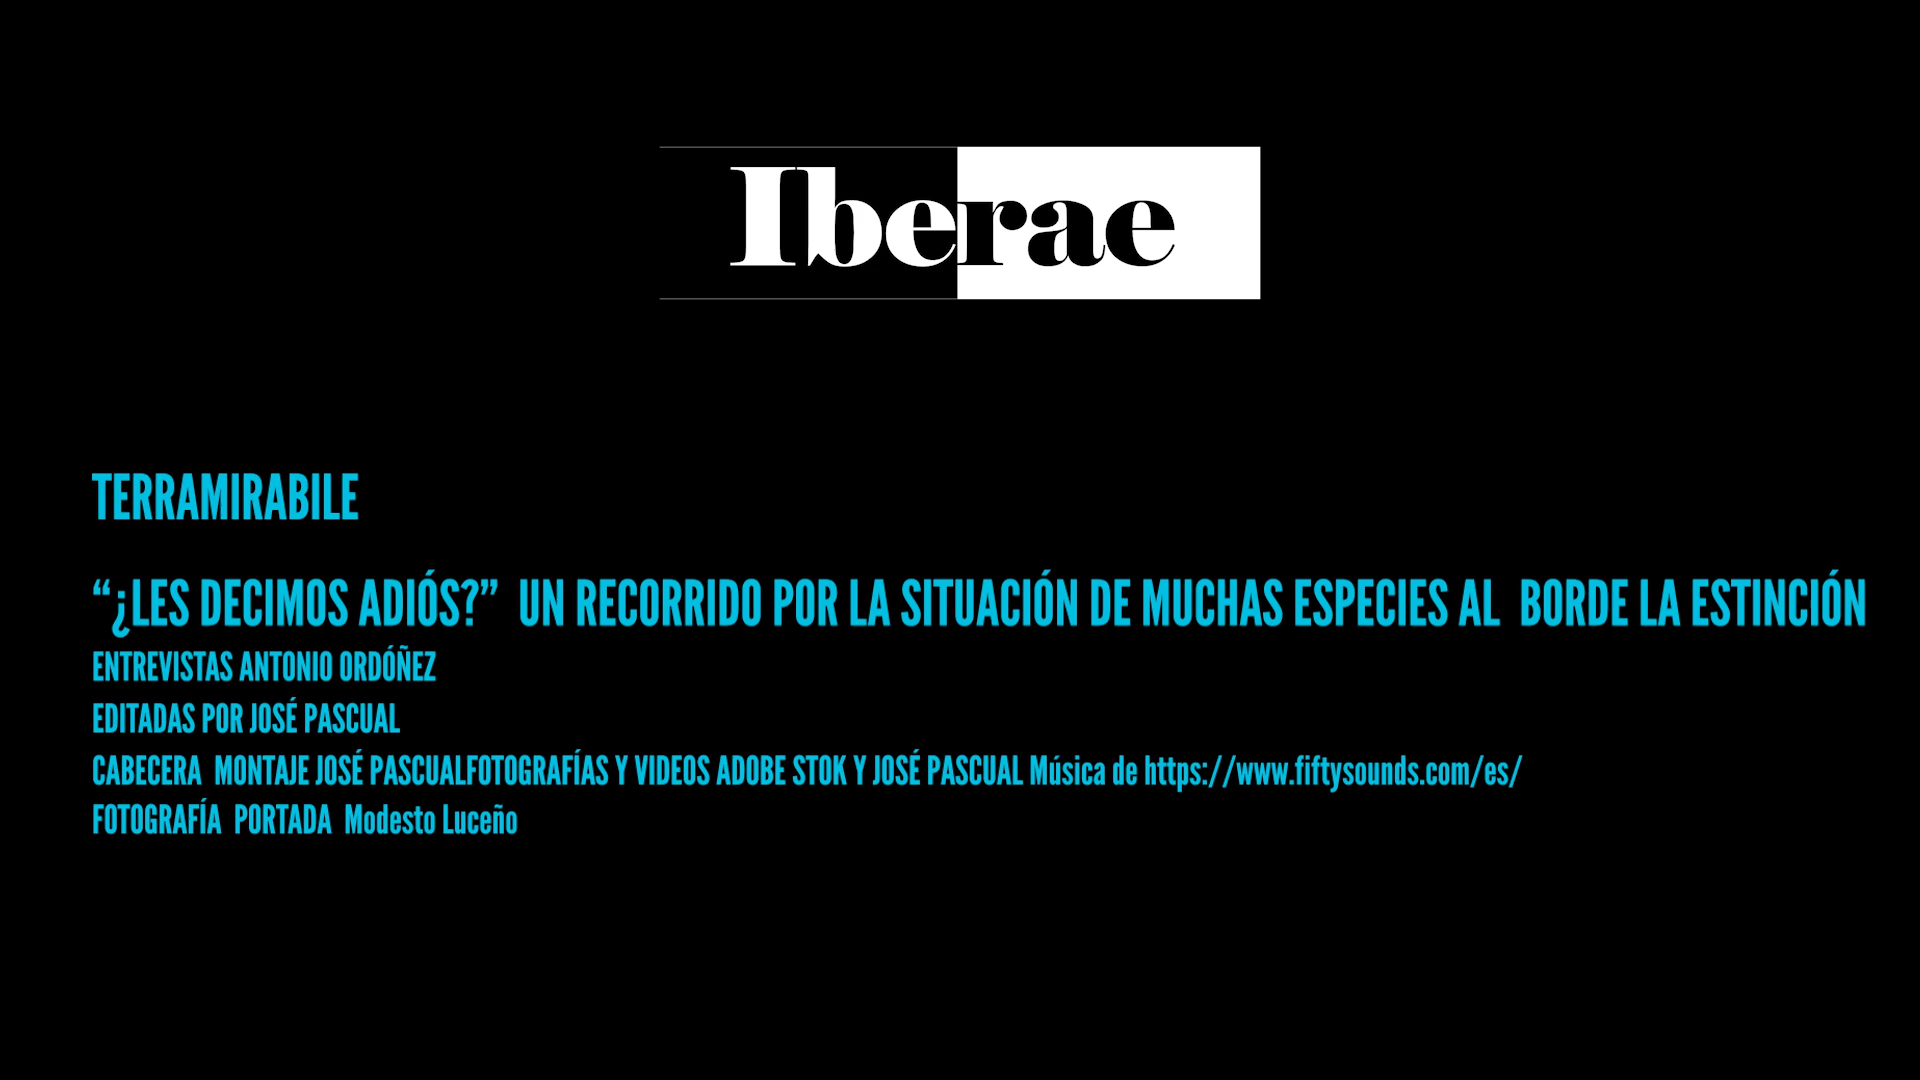 Iberae
TERRAMIRABILE
“¿LES DECIMOS ADIÓS?” UN RECORRIDO POR LA SITUACIÓN DE MUCHAS ESPECIES AL BORDE LA ESTINCIÓN
ENTREVISTAS ANTONIO ORDÓÑEZ
EDITADAS POR JOSÉ PASCUAL
CABECERA MONTAJE JOSÉ PASCUALFOTOGRAFÍAS Y VIDEOS ADOBE STOK Y JOSÉ PASCUAL Música de https://www.fiftysounds.com/es/
FOTOGRAFÍA PORTADA Modesto Luceño